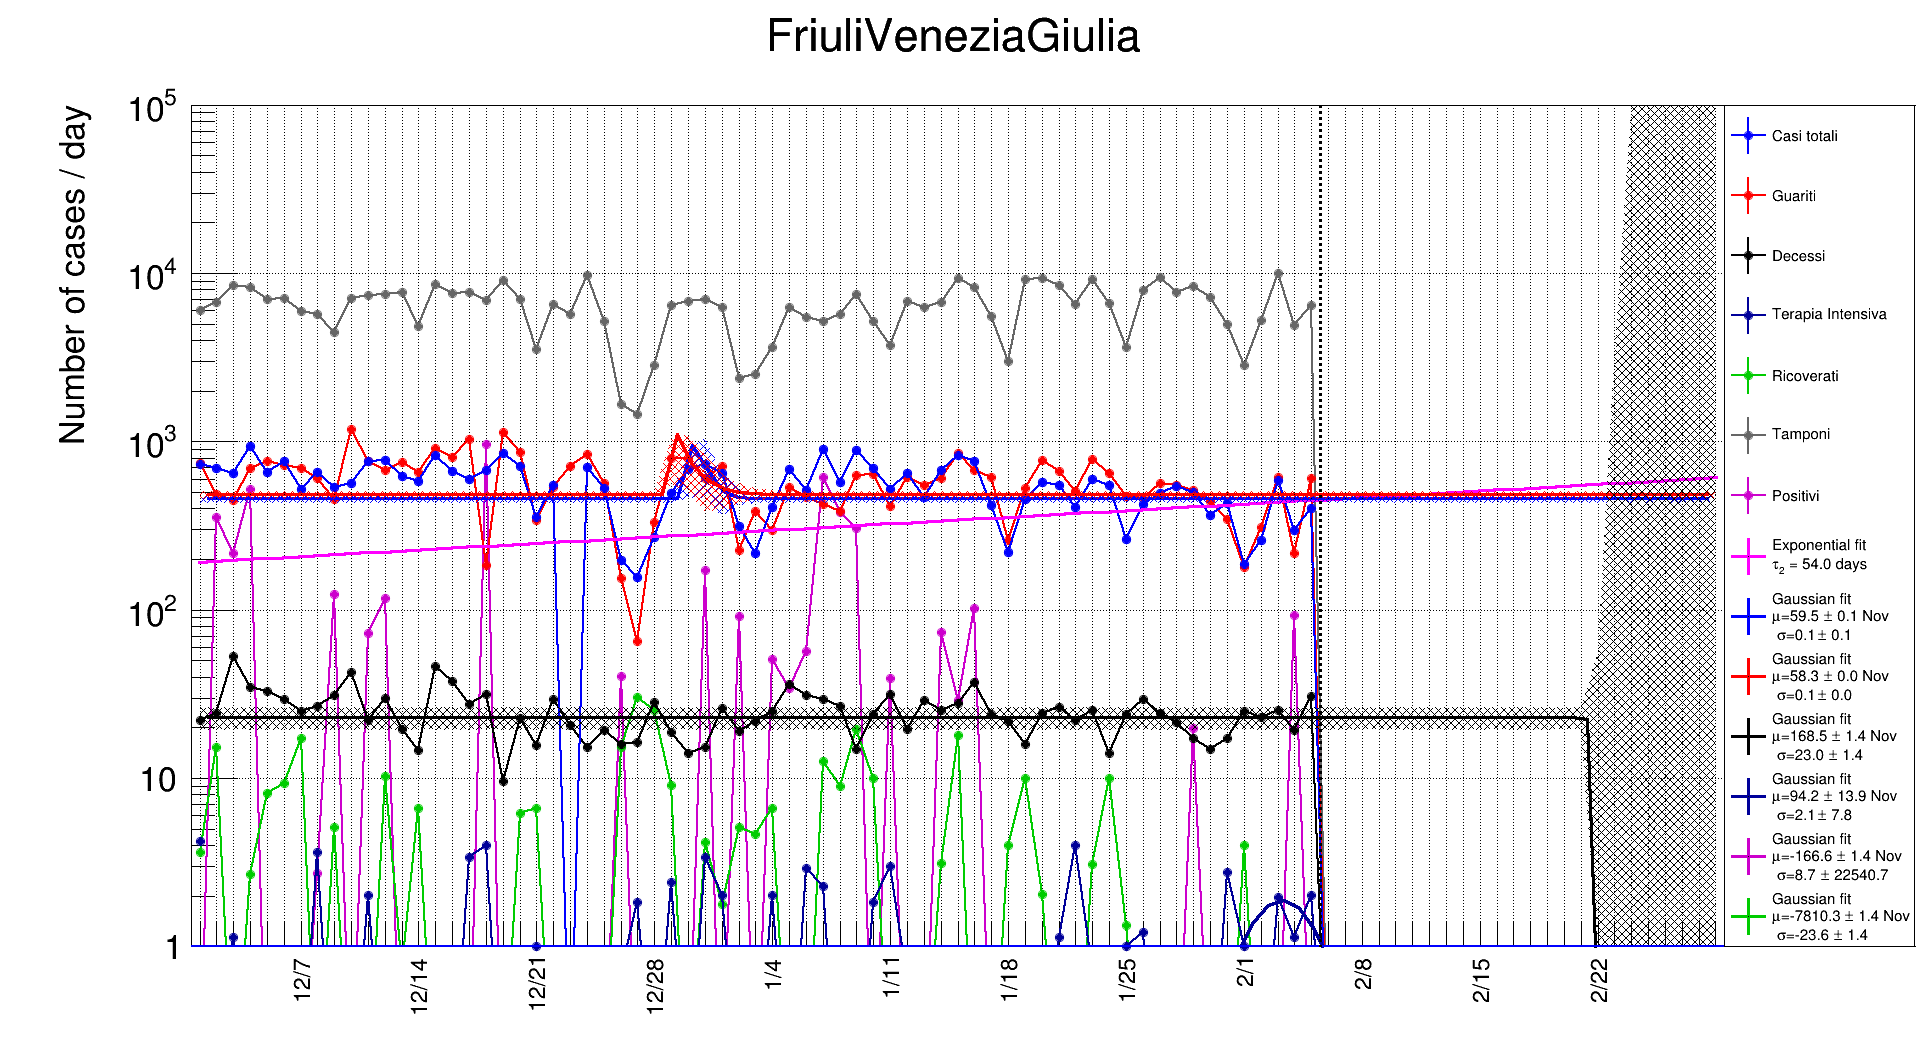 FriuliVeneziaGiulia
Number of cases / day
10^5
10^4
10^3
10^2
10
1
12/7
12/14
12/21
12/28
1/4
1/11
1/18
1/25
2/1
2/8
2/15
2/22
Casi totali
Guariti
Decessi
Terapia Intensiva
Ricoverati
Tamponi
Positivi
Exponential fit
τ2 = 54.0 days
Gaussian fit
μ=59.5 ± 0.1 Nov
σ=0.1 ± 0.1
Gaussian fit
μ=58.3 ± 0.0 Nov
σ=0.1 ± 0.0
Gaussian fit
μ=168.5 ± 1.4 Nov
σ=23.0 ± 1.4
Gaussian fit
μ=94.2 ± 13.9 Nov
σ=2.1 ± 7.8
Gaussian fit
μ=-166.6 ± 1.4 Nov
σ=8.7 ± 22540.7
Gaussian fit
μ=-7810.3 ± 1.4 Nov
σ=-23.6 ± 1.4